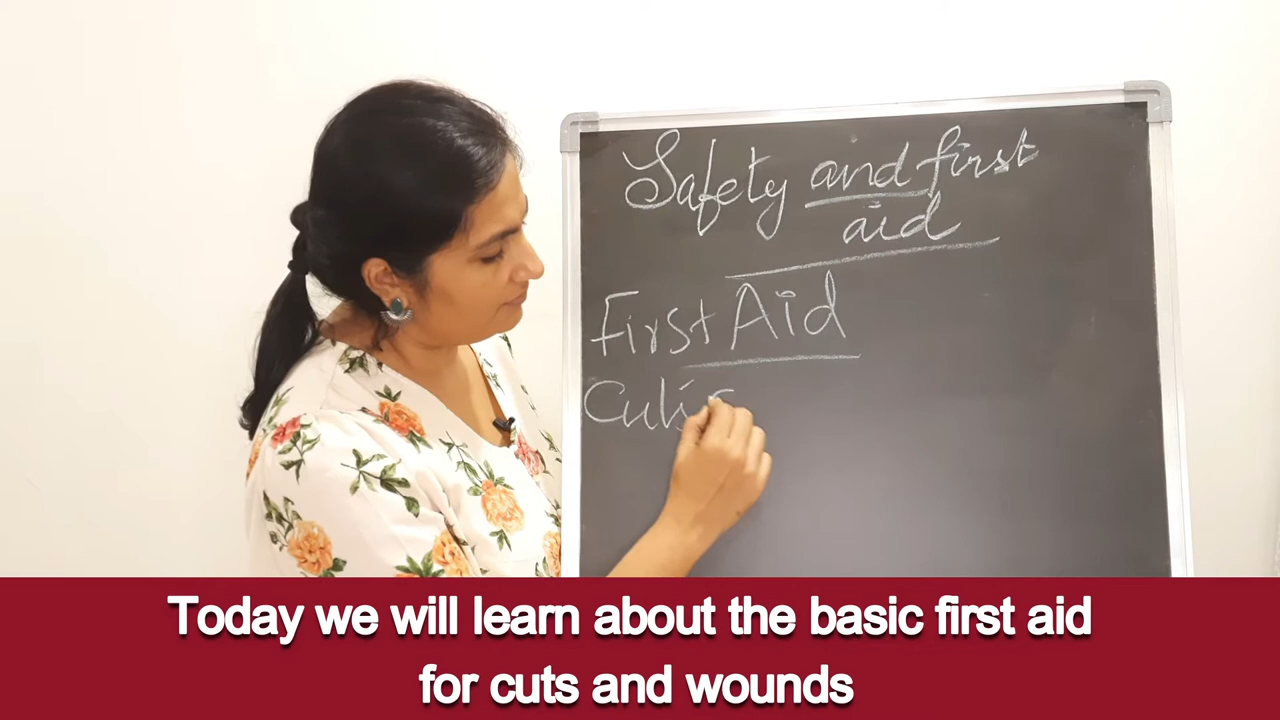 Safety and first
aid
First Aid
Cuts
Today we will learn about the basic first aid
for cuts and wounds